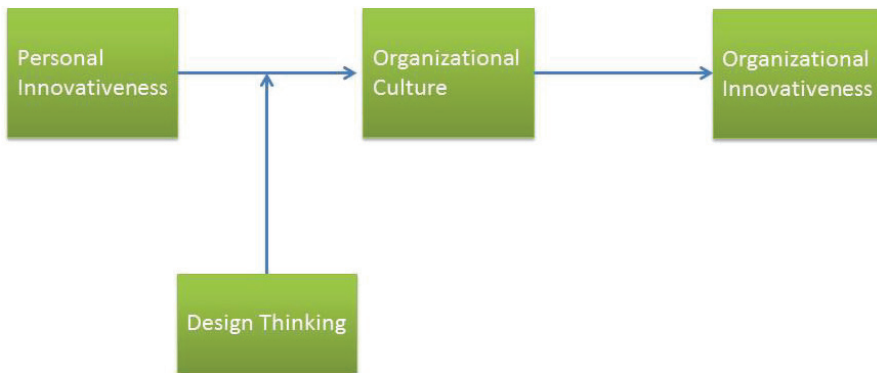 Personal
Innovativeness
Organizational
Culture
Organizational
Innovativeness
Design Thinking